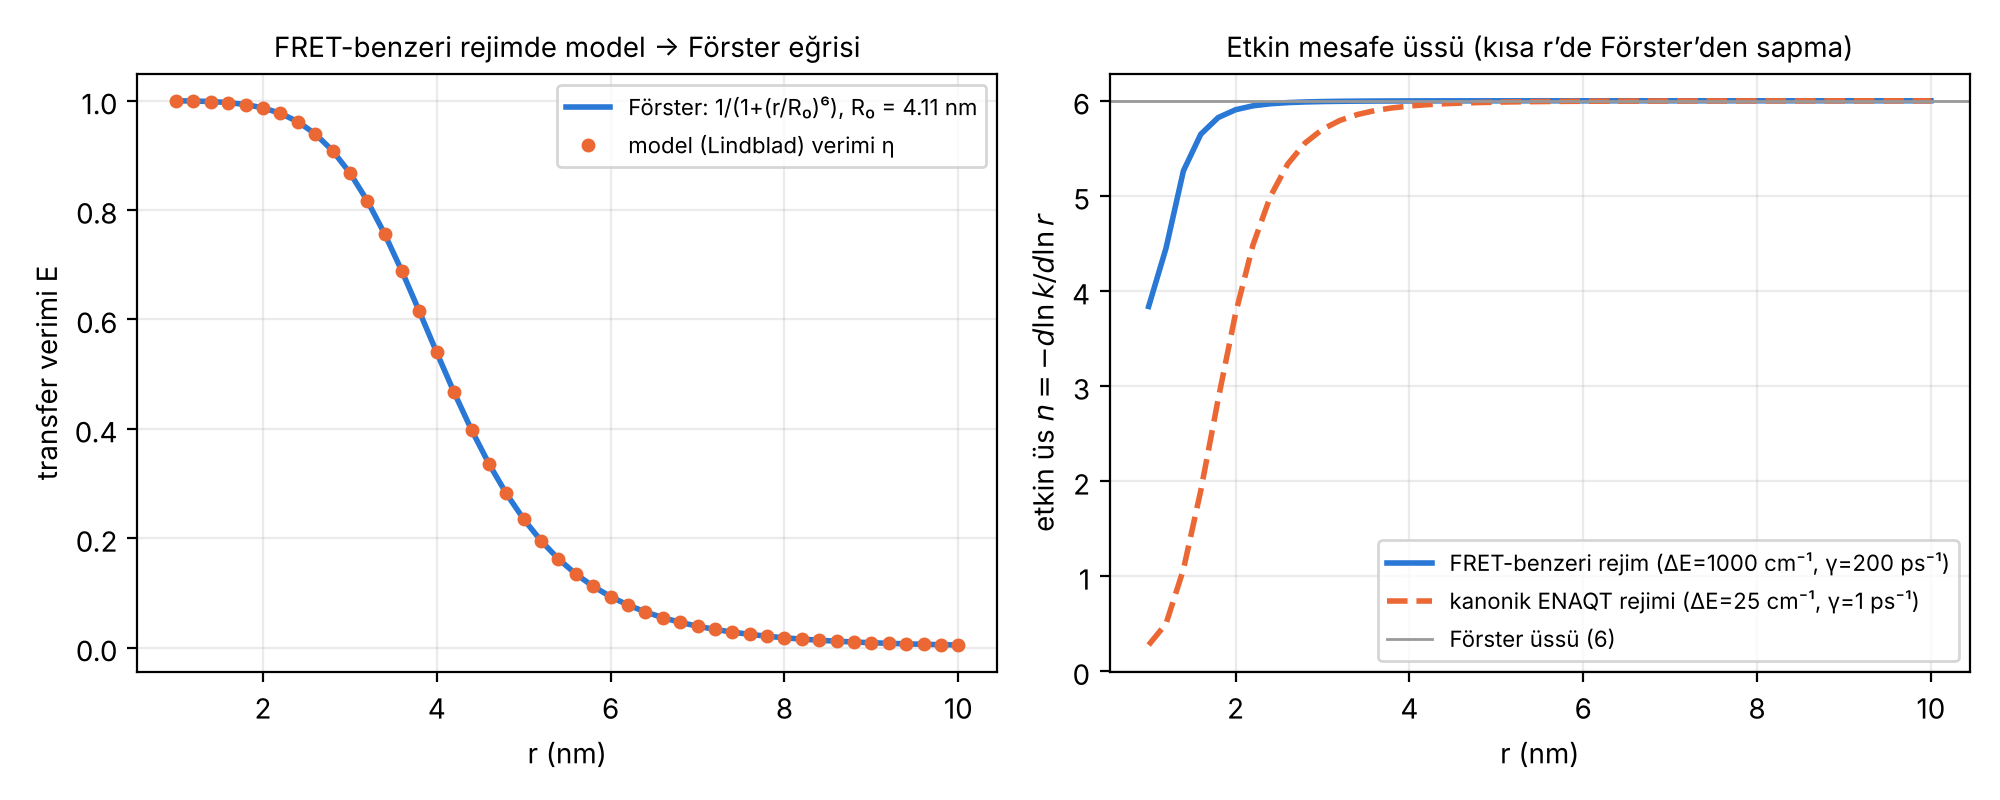 FRET-benzeri rejimde model → Förster eğrisi
transfer verimi E
1.0
0.8
0.6
0.4
0.2
0.0
2
4
6
8
10
r (nm)
Förster: 1/(1+(r/R₀)⁶), R₀ = 4.11 nm
model (Lindblad) verimi η
Etkin mesafe üssü (kısa r’de Förster’den sapma)
etkin üs n = −dln k/dln r
6
5
4
3
2
1
0
2
4
6
8
10
r (nm)
FRET-benzeri rejim (ΔE=1000 cm⁻¹, γ=200 ps⁻¹)
kanonik ENAQT rejimi (ΔE=25 cm⁻¹, γ=1 ps⁻¹)
Förster üssü (6)